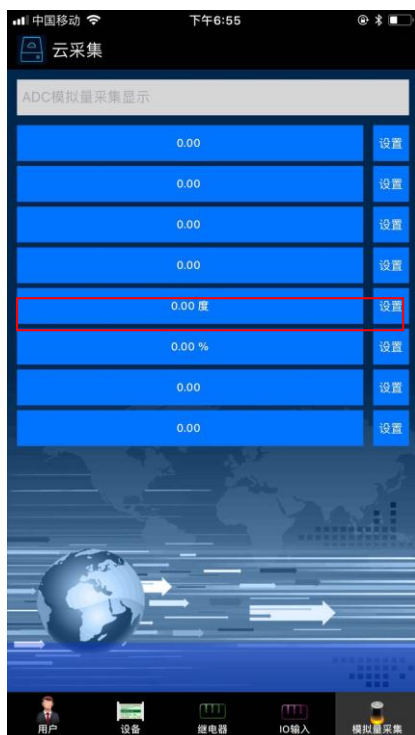 中国移动 下午6:55
云采集
ADC模拟量采集显示
0.00 设置
0.00 设置
0.00 设置
0.00 设置
0.00 度 设置
0.00 % 设置
0.00 设置
0.00 设置
用户 设备 继电器 IO输入 模拟量采集